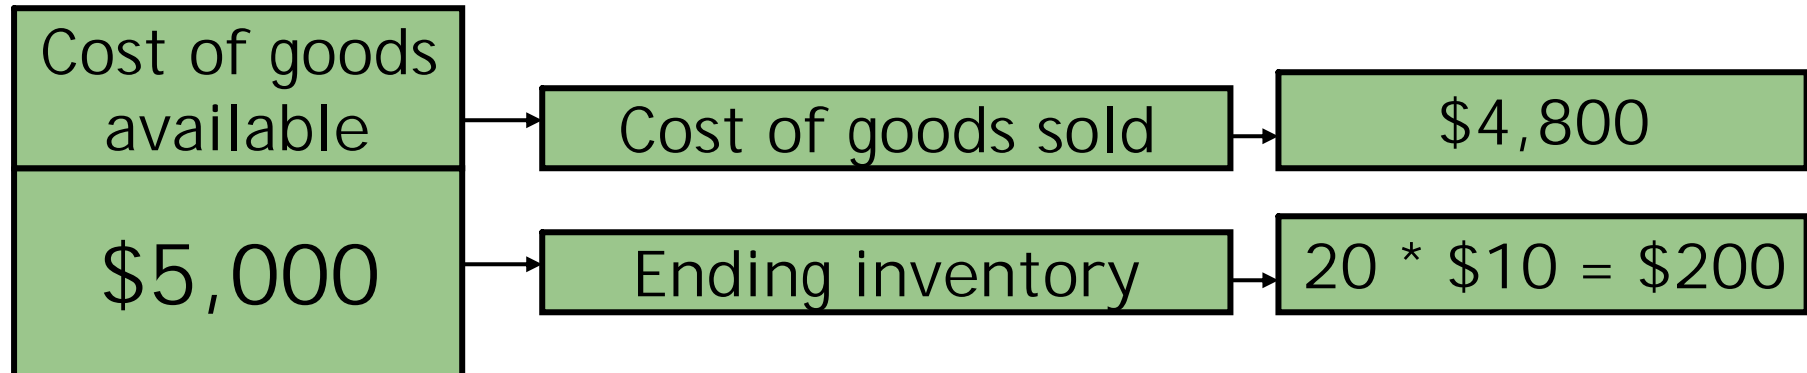 Cost of goods
available
Cost of goods sold
$4,800
$5,000
Ending inventory
20 * $10 = $200